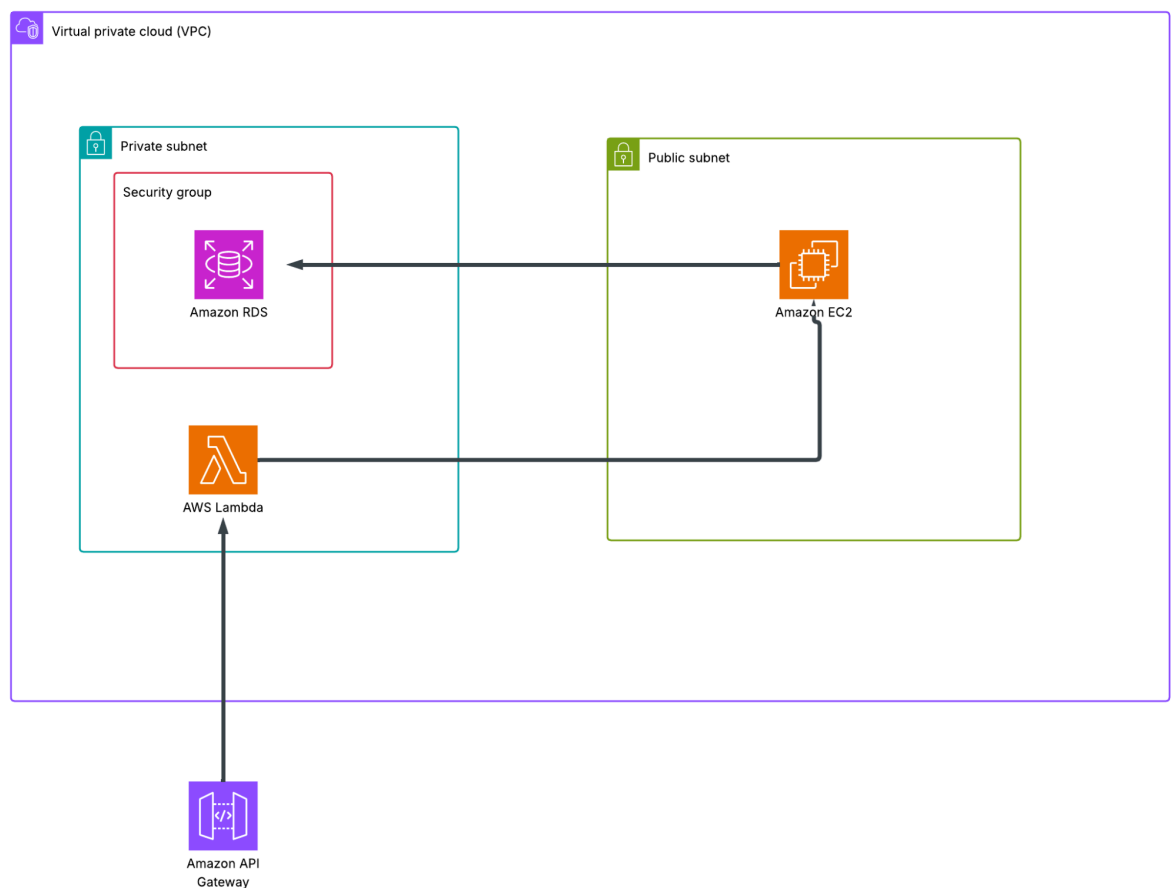 Virtual private cloud (VPC)
Private subnet
Public subnet
Security group
Amazon RDS
Amazon EC2
AWS Lambda
Amazon API
Gateway